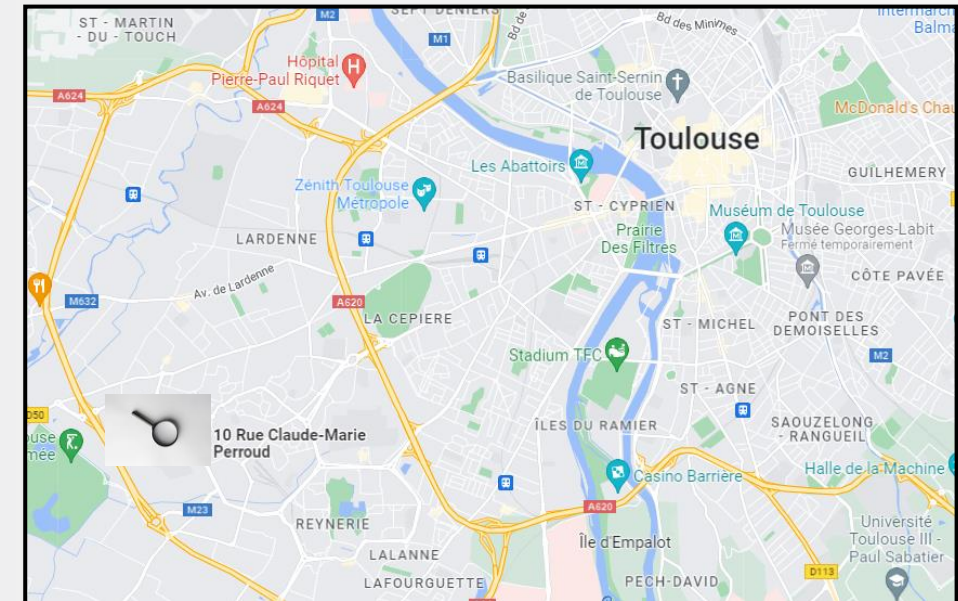 ST - MARTIN
- DU - TOUCH
M2
SEPT DENIERS
Bd de
Bd des Minimes
M1
Hôpital
Pierre-Paul Riquet
Basilique Saint-Sernin
de Toulouse
A624
A624
Toulouse
Les Abattoirs
GUILHEMERY
Zénith Toulouse
Métropole
ST - CYPRIEN
Muséum de Toulouse
Prairie
Des Filtres
Musée Georges-Labit
Fermé temporairement
LARDENNE
CÔTE PAVÉE
Av. de Lardenne
M632
A620
LA CEPIERE
ST - MICHEL
PONT DES
DEMOISELLES
Stadium TFC
M2
ST - AGNE
D50
10 Rue Claude-Marie
Perroud
ÎLES DU RAMIER
SAOUZELONG
- RANGUEIL
Casino Barrière
Halle de la Machine
M23
A620
REYNERIE
Île d'Empalot
Université
Toulouse III -
Paul Sabatier
LALANNE
D113
LAFOURGUETTE
PECH-DAVID